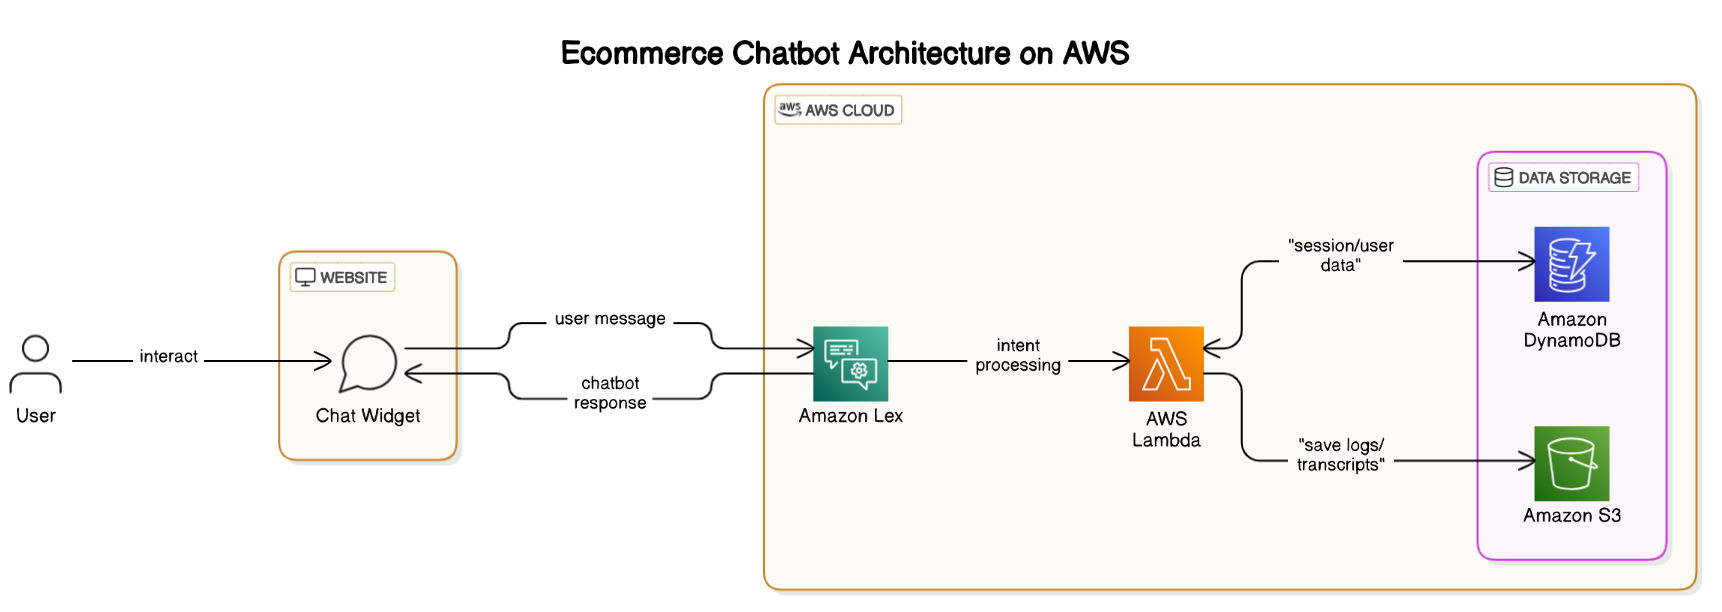 Ecommerce Chatbot Architecture on AWS
aws AWS CLOUD
DATA STORAGE
WEBSITE
"session/user
data"
user message
interact
chatbot
response
intent
processing
User
Chat Widget
Amazon Lex
AWS
Lambda
Amazon
DynamoDB
"save logs/
transcripts"
Amazon S3